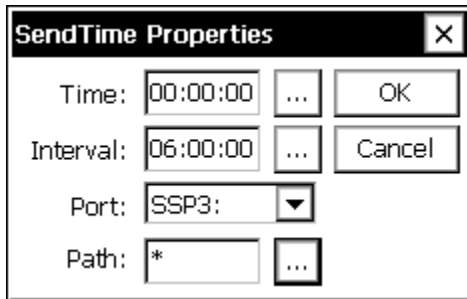 SendTime Properties
Time: 00:00:00 ... OK
Interval: 06:00:00 ... Cancel
Port: SSP3:
Path: * ...